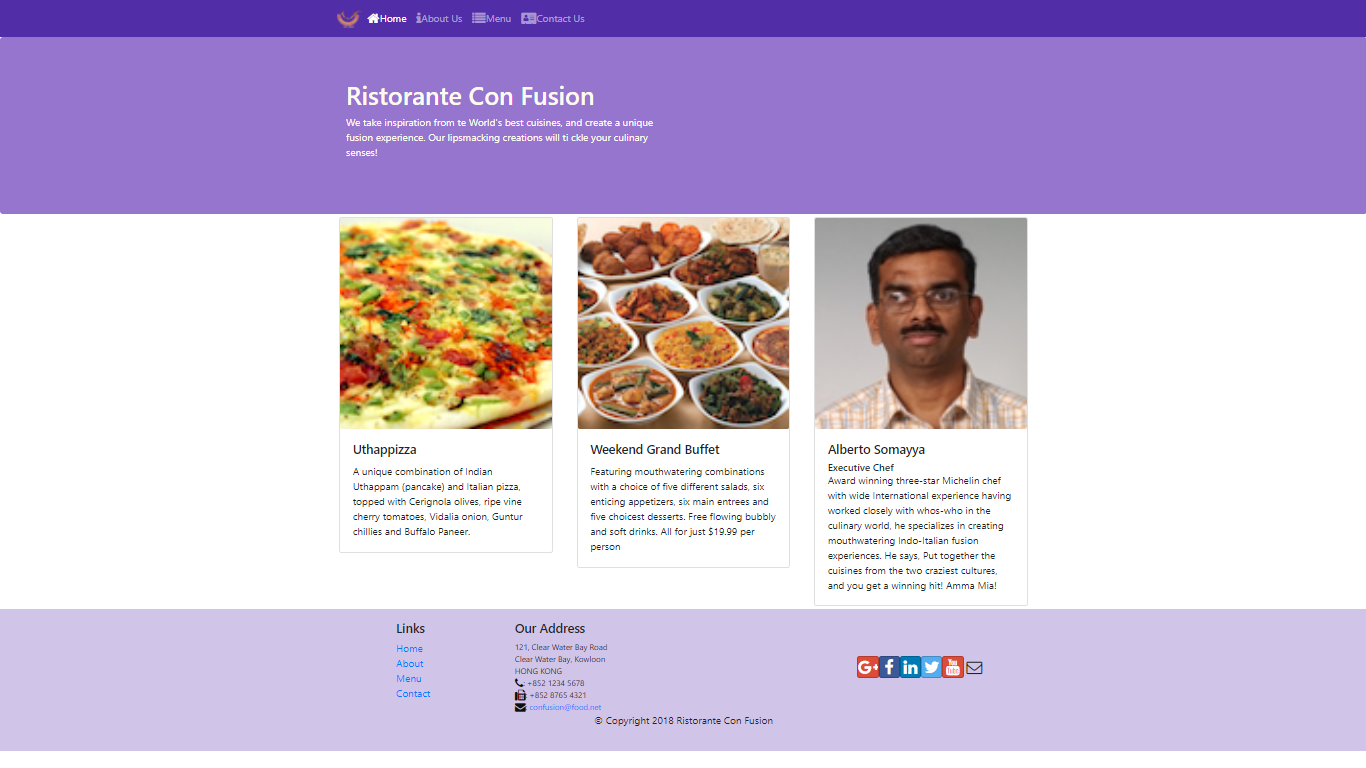 Home About Us Menu Contact Us
Ristorante Con Fusion
We take inspiration from te World's best cuisines, and create a unique
fusion experience. Our lipsmacking creations will ti ckle your culinary
senses!
Uthappizza
A unique combination of Indian
Uthappam (pancake) and Italian pizza,
topped with Cerignola olives, ripe vine
cherry tomatoes, Vidalia onion, Guntur
chillies and Buffalo Paneer.
Weekend Grand Buffet
Featuring mouthwatering combinations
with a choice of five different salads, six
enticing appetizers, six main entrees and
five choicest desserts. Free flowing bubbly
and soft drinks. All for just $19.99 per
person
Alberto Somayya
Executive Chef
Award winning three-star Michelin chef
with wide International experience having
worked closely with whos-who in the
culinary world, he specializes in creating
mouthwatering Indo-Italian fusion
experiences. He says, Put together the
cuisines from the two craziest cultures,
and you get a winning hit! Amma Mia!
Links
Home
About
Menu
Contact
Our Address
121, Clear Water Bay Road
Clear Water Bay, Kowloon
HONG KONG
: +852 1234 5678
: +852 8765 4321
: confusion@food.net
G+ f in You Tube
© Copyright 2018 Ristorante Con Fusion